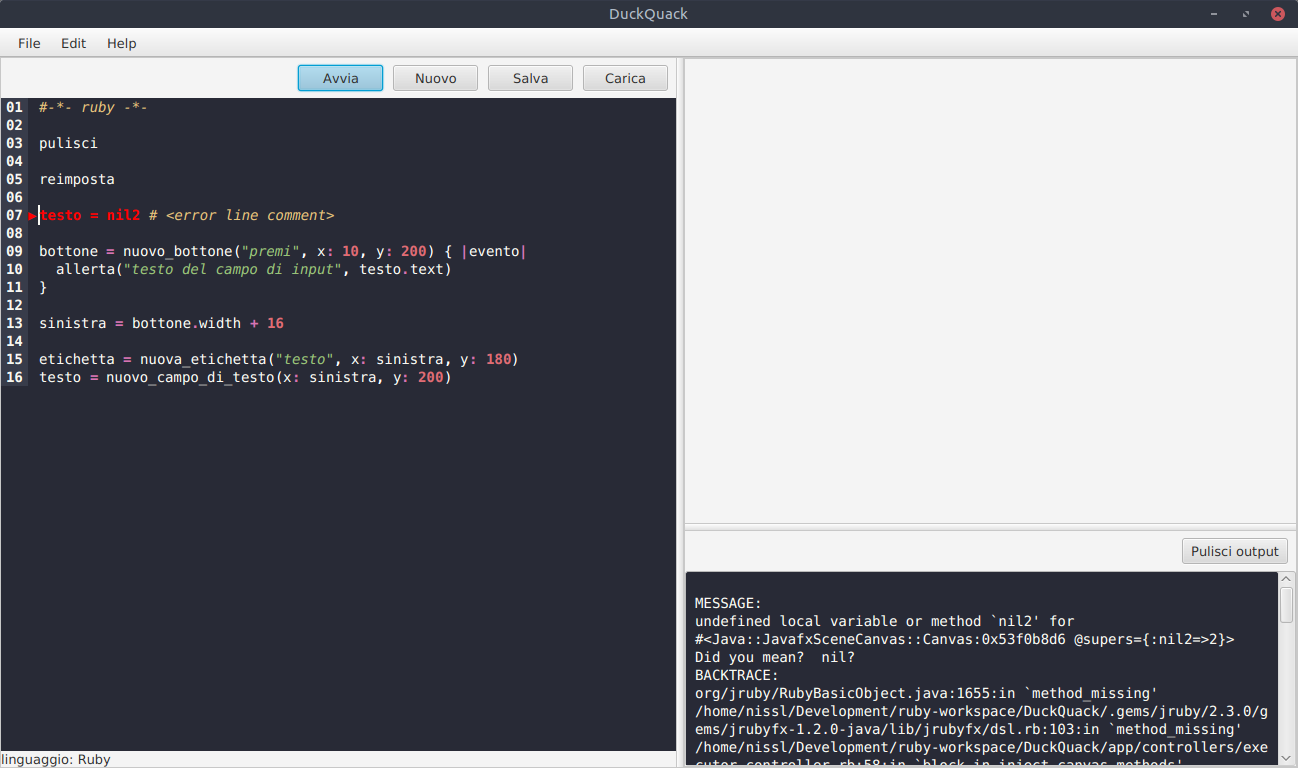 DuckQuack
File Edit Help
Avvia Nuovo Salva Carica
01 #-*- ruby -*-
02
03 pulisci
04
05 reimposta
06
07 testo = nil2 # <error line comment>
08
09 bottone = nuovo_bottone("premi", x: 10, y: 200) { |evento|
10 allerta("testo del campo di input", testo.text)
11 }
12
13 sinistra = bottone.width + 16
14
15 etichetta = nuova_etichetta("testo", x: sinistra, y: 180)
16 testo = nuovo_campo_di_testo(x: sinistra, y: 200)
linguaggio: Ruby
Pulisci output
MESSAGE:
undefined local variable or method `nil2' for
#<Java::JavafxSceneCanvas::Canvas:0x53f0b8d6 @supers={:nil2=>2}>
Did you mean?  nil?
BACKTRACE:
org/jruby/RubyBasicObject.java:1655:in `method_missing'
/home/nissl/Development/ruby-workspace/DuckQuack/.gems/jruby/2.3.0/g
ems/jrubyfx-1.2.0-java/lib/jrubyfx/dsl.rb:103:in `method_missing'
/home/nissl/Development/ruby-workspace/DuckQuack/app/controllers/exe
cutor_controller.rb:58:in `block in inject_canvas_methods'